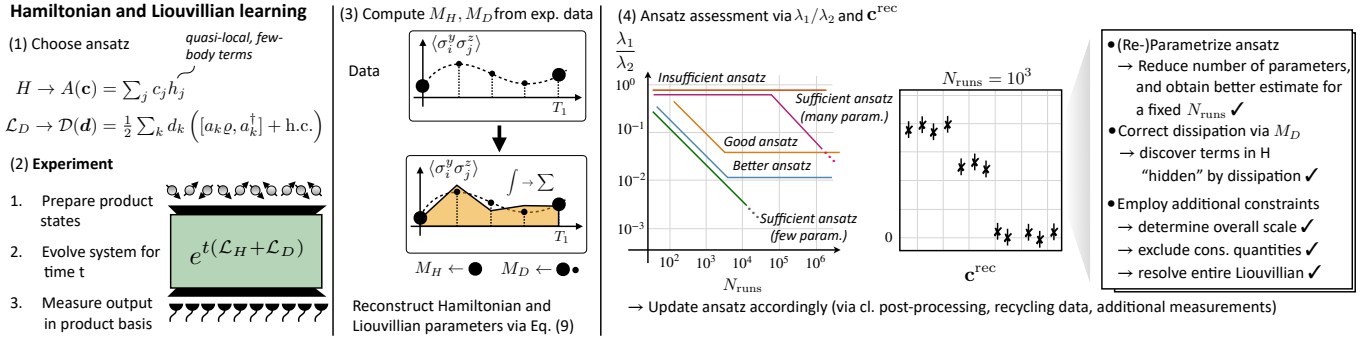 Hamiltonian and Liouvillian learning
(1) Choose ansatz
quasi-local, few-
body terms
H → A(c) = ∑_j c_j h_j
ℒ_D → 𝒟(d) = ½ ∑_k d_k ([a_k ϱ, a_k^†] + h.c.)
(2) Experiment
1. Prepare product
states
2. Evolve system for
time t
3. Measure output
in product basis
e^{t(ℒ_H+ℒ_D)}
(3) Compute M_H, M_D from exp. data
Data
⟨σ_i^y σ_j^z⟩
T_1
⟨σ_i^y σ_j^z⟩
∫ → ∑
T_1
M_H ← ● M_D ← ●•
Reconstruct Hamiltonian and
Liouvillian parameters via Eq. (9)
(4) Ansatz assessment via λ_1/λ_2 and c^rec
λ_1
λ_2
10^0
10^−1
10^−2
10^−3
Insufficient ansatz
Sufficient ansatz
(many param.)
Good ansatz
Better ansatz
Sufficient ansatz
(few param.)
10^2 10^3 10^4 10^5 10^6
N_runs
N_runs = 10^3
0
c^rec
→ Update ansatz accordingly (via cl. post-processing, recycling data, additional measurements)
• (Re-)Parametrize ansatz
→ Reduce number of parameters,
and obtain better estimate for
a fixed N_runs ✓
• Correct dissipation via M_D
→ discover terms in H
“hidden” by dissipation ✓
• Employ additional constraints
→ determine overall scale ✓
→ exclude cons. quantities ✓
→ resolve entire Liouvillian ✓